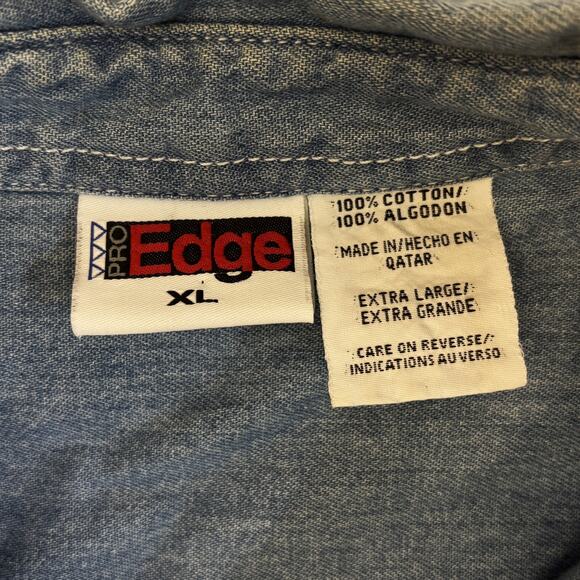 PRO Edge
XL
100% COTTON/
100% ALGODON
MADE IN/HECHO EN
QATAR
EXTRA LARGE/
EXTRA GRANDE
CARE ON REVERSE/
INDICATIONS AU VERSO